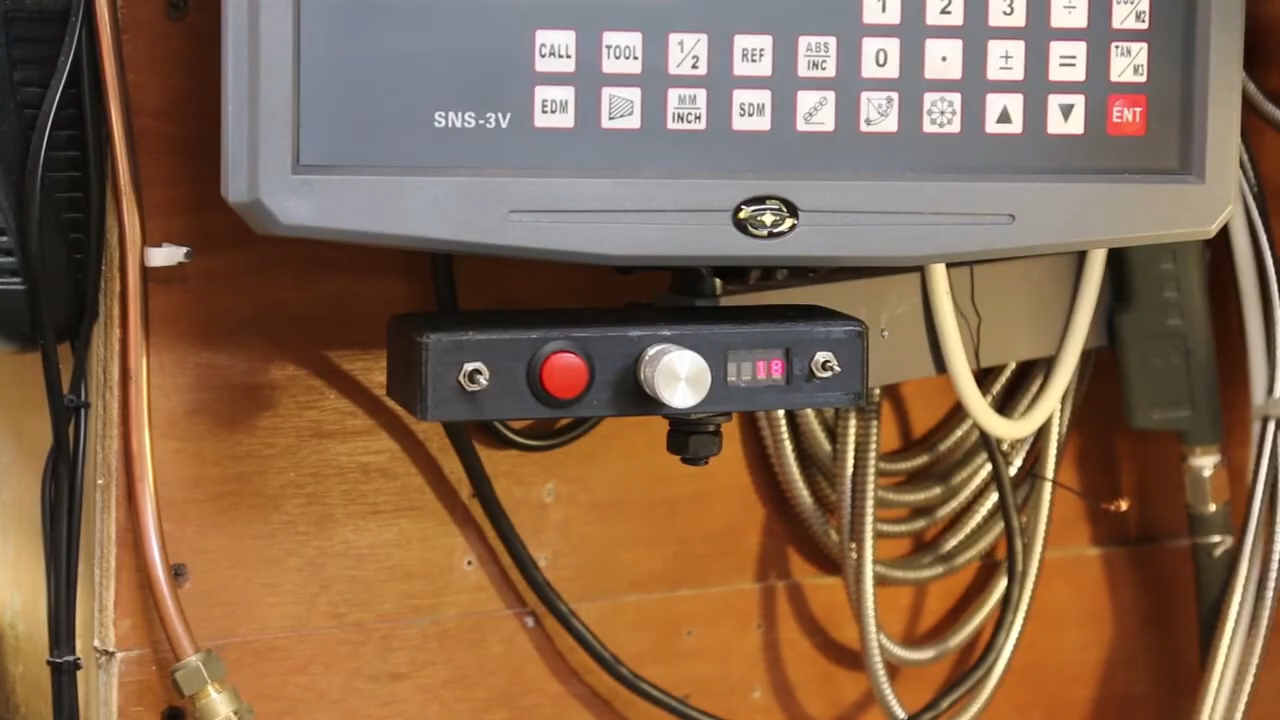 1 2 3 ÷
CALL TOOL 1/2 REF ABS/INC 0 . ± = TAN/M3
SNS-3V EDM MM/INCH SDM ▲ ▼ ENT
18